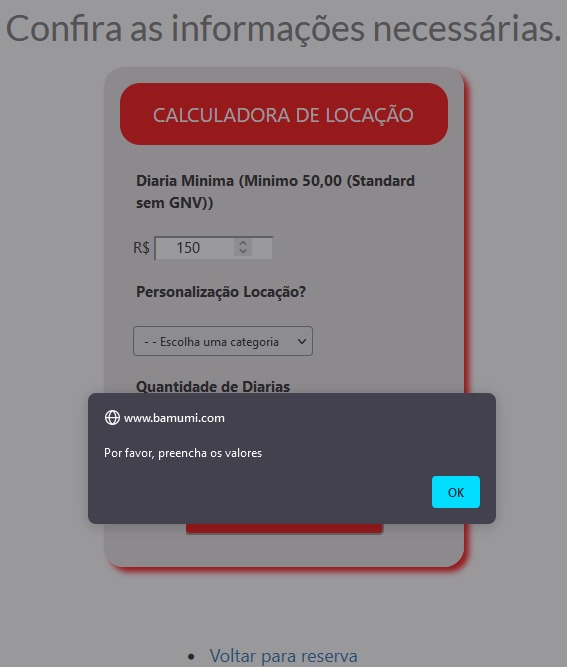 Confira as informações necessárias.
CALCULADORA DE LOCAÇÃO
Diaria Minima (Minimo 50,00 (Standard
sem GNV))
R$ 150
Personalização Locação?
- - Escolha uma categoria
Quantidade de Diarias
www.bamumi.com
Por favor, preencha os valores
OK
Voltar para reserva